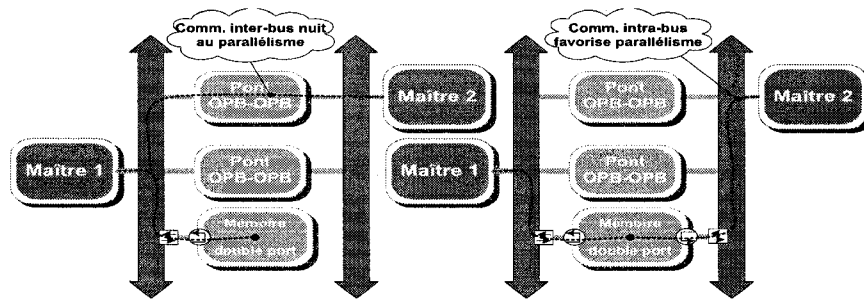 Comm. inter-bus nuit
au parallélisme
Comm. intra-bus
favorise parallélisme
Pont
OPB-OPB
Maître 2
Pont
OPB-OPB
Maître 2
Maître 1
Pont
OPB-OPB
Maître 1
Pont
OPB-OPB
Mémoire
double port
Mémoire
double port